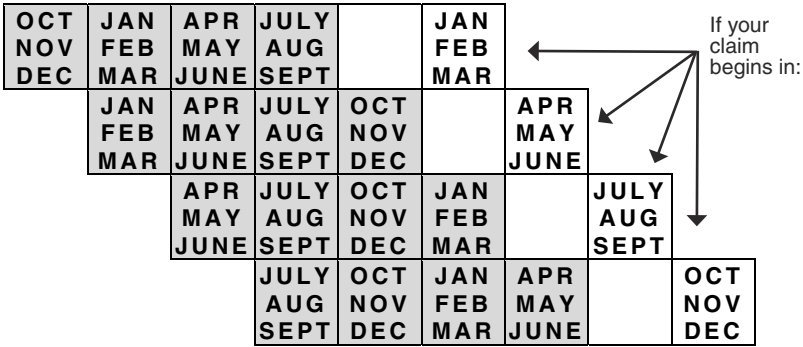 OCT JAN APR JULY JAN
NOV FEB MAY AUG FEB
DEC MAR JUNE SEPT MAR
JAN APR JULY OCT APR
FEB MAY AUG NOV MAY
MAR JUNE SEPT DEC JUNE
APR JULY OCT JAN JULY
MAY AUG NOV FEB AUG
JUNE SEPT DEC MAR SEPT
JULY OCT JAN APR OCT
AUG NOV FEB MAY NOV
SEPT DEC MAR JUNE DEC
If your
claim
begins in: